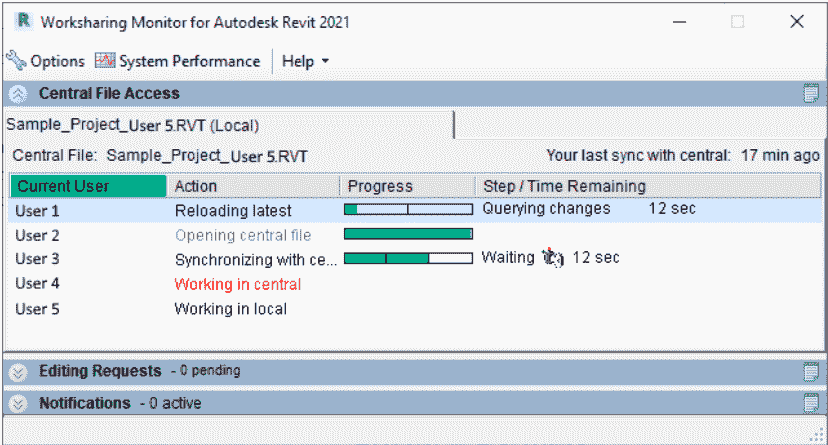 Worksharing Monitor for Autodesk Revit 2021
Options System Performance Help
Central File Access
Sample_Project_User 5.RVT (Local)
Central File: Sample_Project_User 5.RVT Your last sync with central: 17 min ago
Current User Action Progress Step / Time Remaining
User 1 Reloading latest Querying changes 12 sec
User 2 Opening central file
User 3 Synchronizing with ce... Waiting 12 sec
User 4 Working in central
User 5 Working in local
Editing Requests - 0 pending
Notifications - 0 active